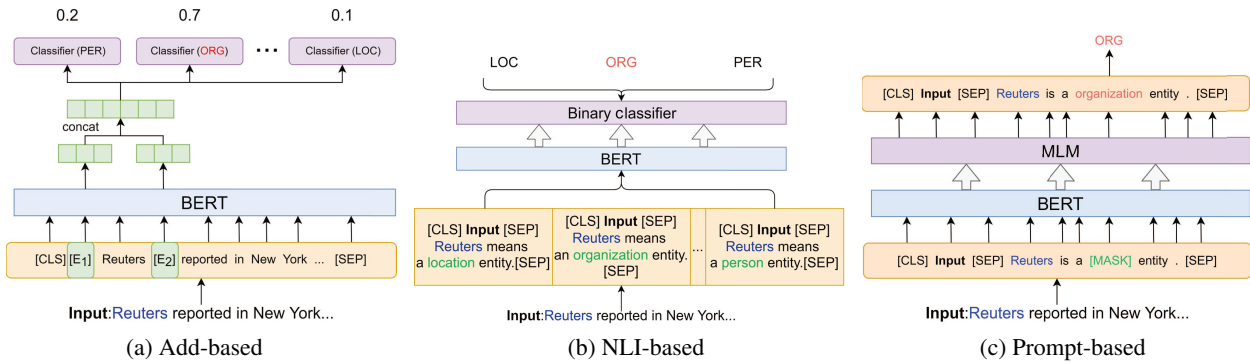 0.2 0.7 0.1
Classifier (PER) Classifier (ORG) ... Classifier (LOC)
concat
BERT
[CLS] [E1] Reuters [E2] reported in New York ... [SEP]
Input:Reuters reported in New York...
(a) Add-based
LOC ORG PER
Binary classifier
BERT
[CLS] Input [SEP]
Reuters means
a location entity.[SEP]
[CLS] Input [SEP]
Reuters means
an organization entity.
[SEP]
...
[CLS] Input [SEP]
Reuters means
a person entity.[SEP]
Input:Reuters reported in New York...
(b) NLI-based
ORG
[CLS] Input [SEP] Reuters is a organization entity . [SEP]
MLM
BERT
[CLS] Input [SEP] Reuters is a [MASK] entity . [SEP]
Input:Reuters reported in New York...
(c) Prompt-based